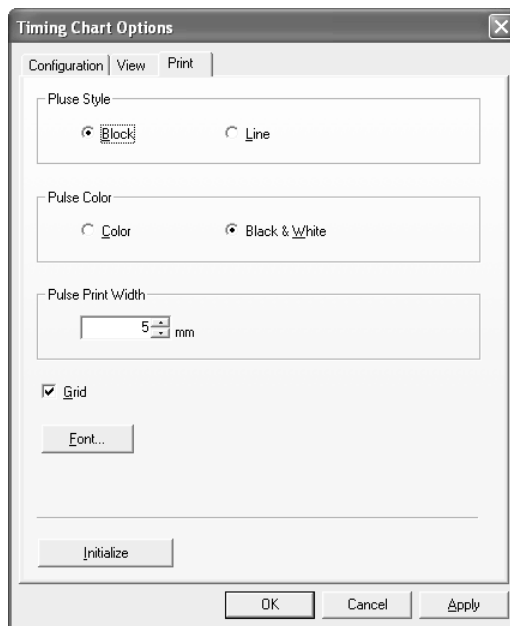 Timing Chart Options
Configuration View Print
Pluse Style
Block Line
Pulse Color
Color Black & White
Pulse Print Width
5 mm
Grid
Font...
Initialize
OK Cancel Apply